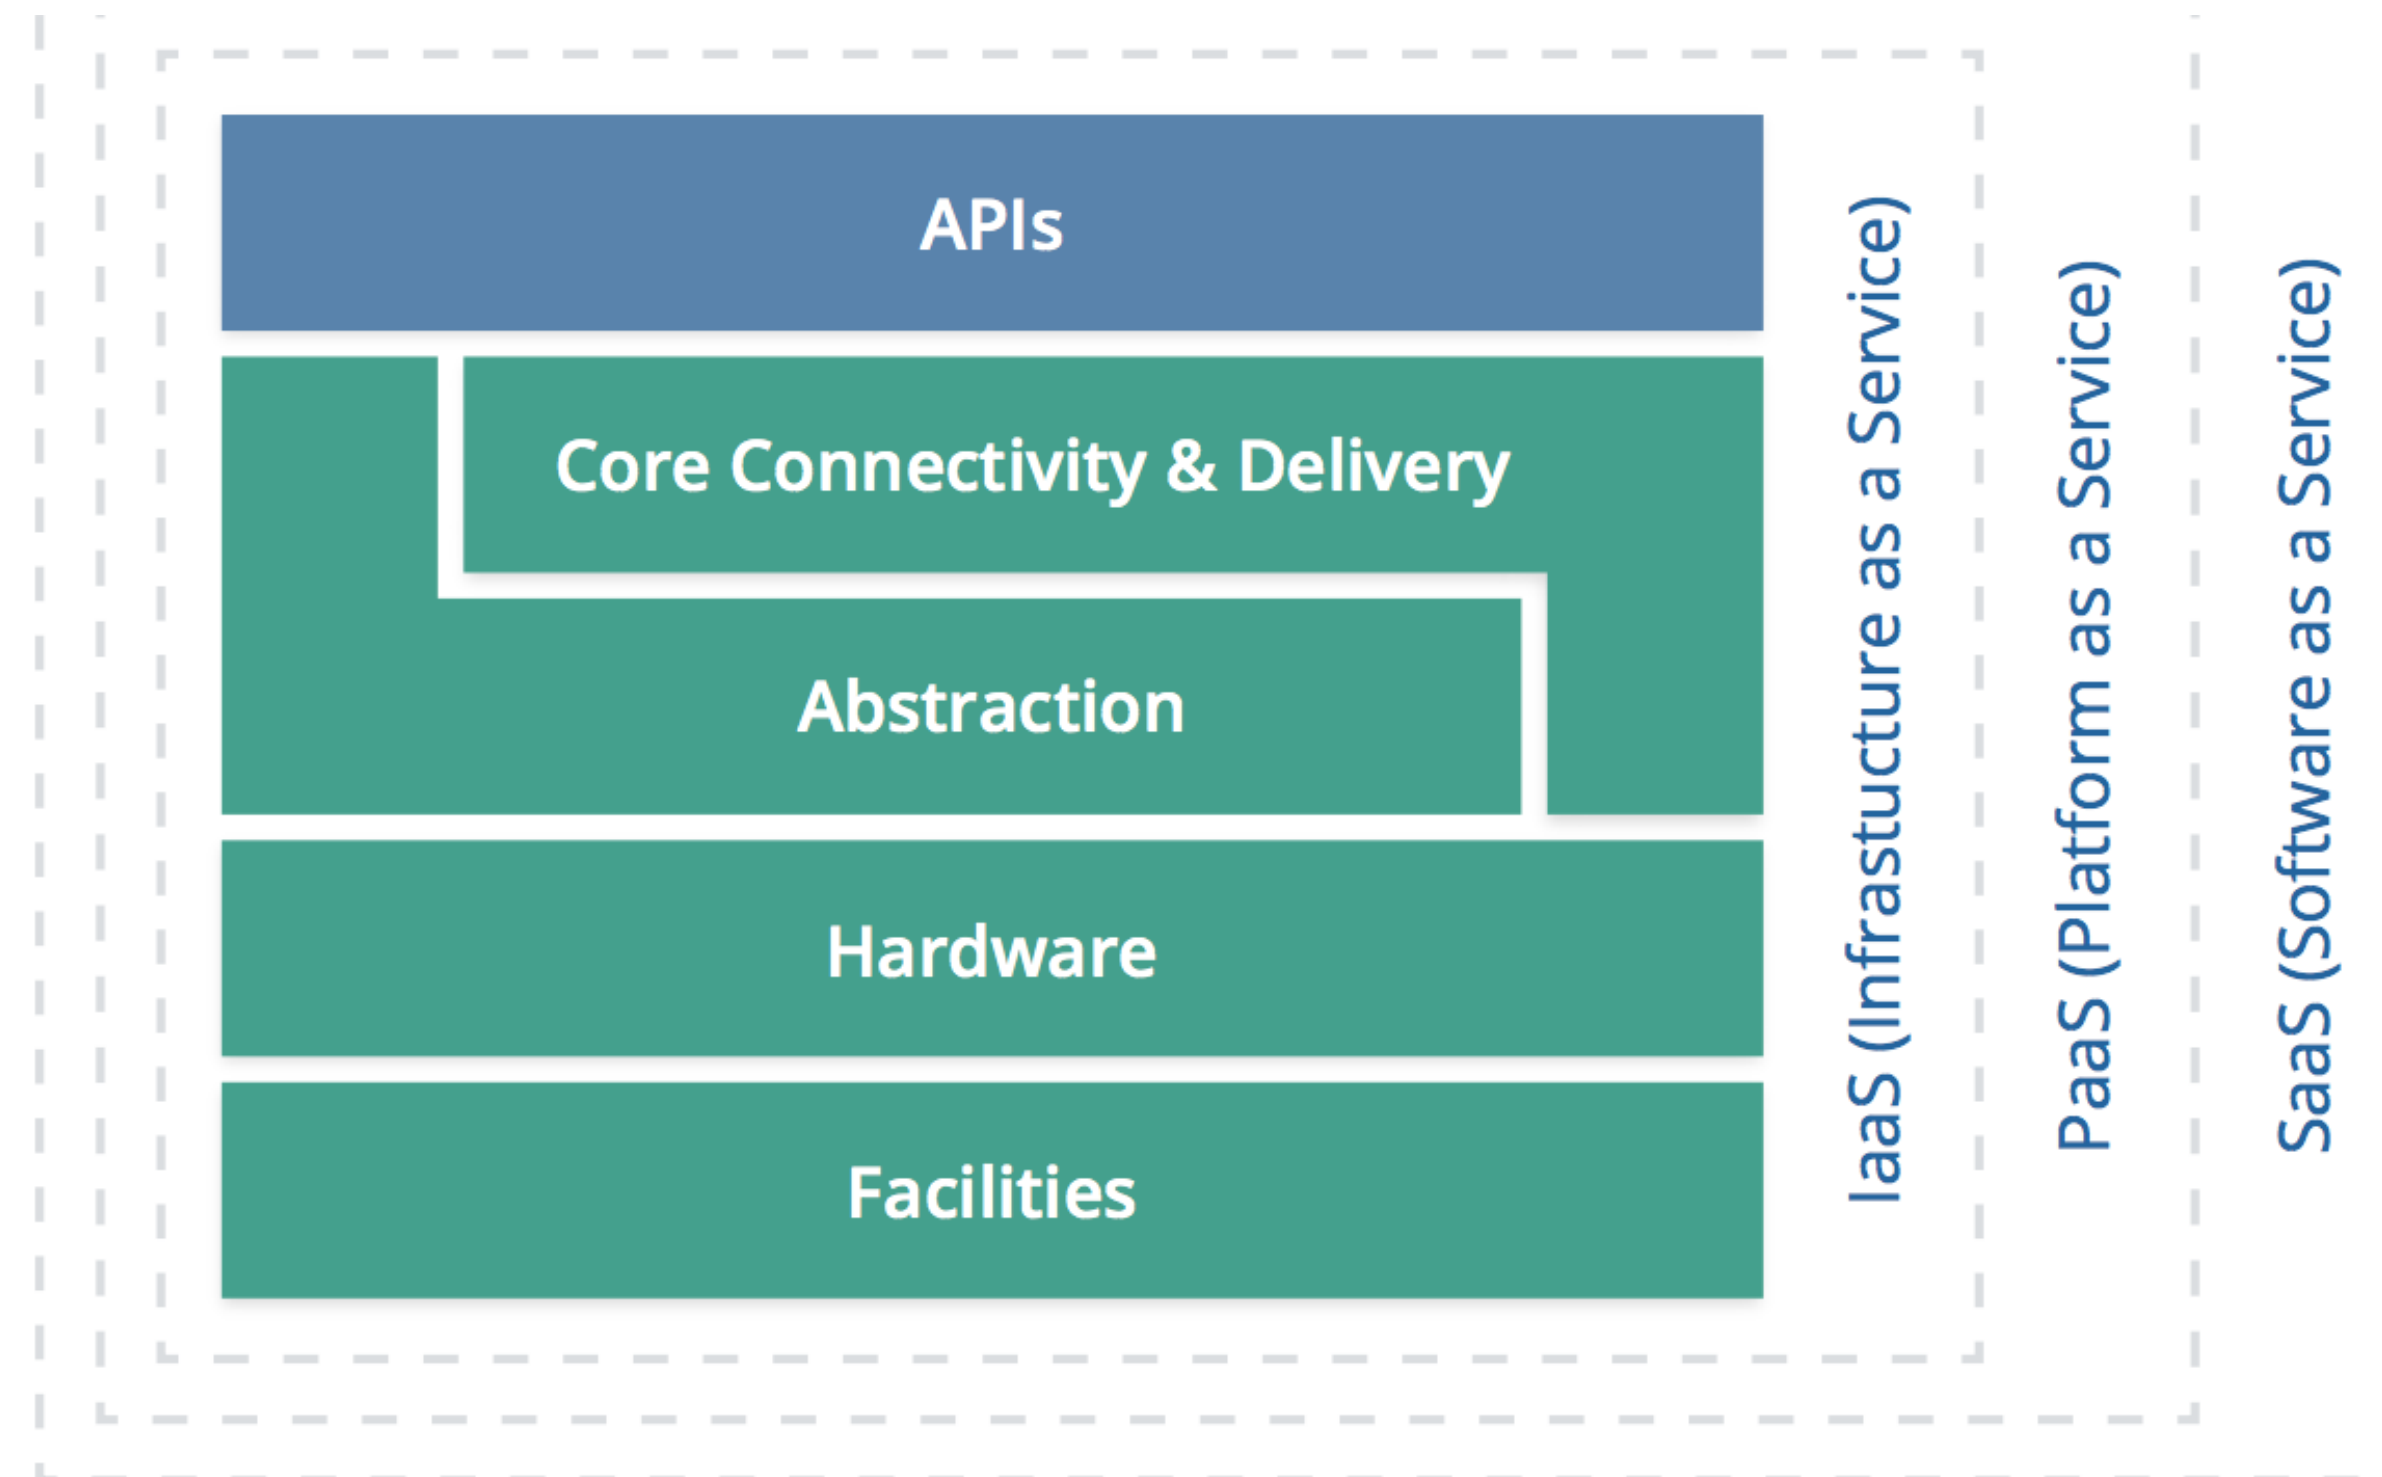 APIs
Core Connectivity & Delivery
Abstraction
Hardware
Facilities
IaaS (Infrastucture as a Service)
PaaS (Platform as a Service)
SaaS (Software as a Service)